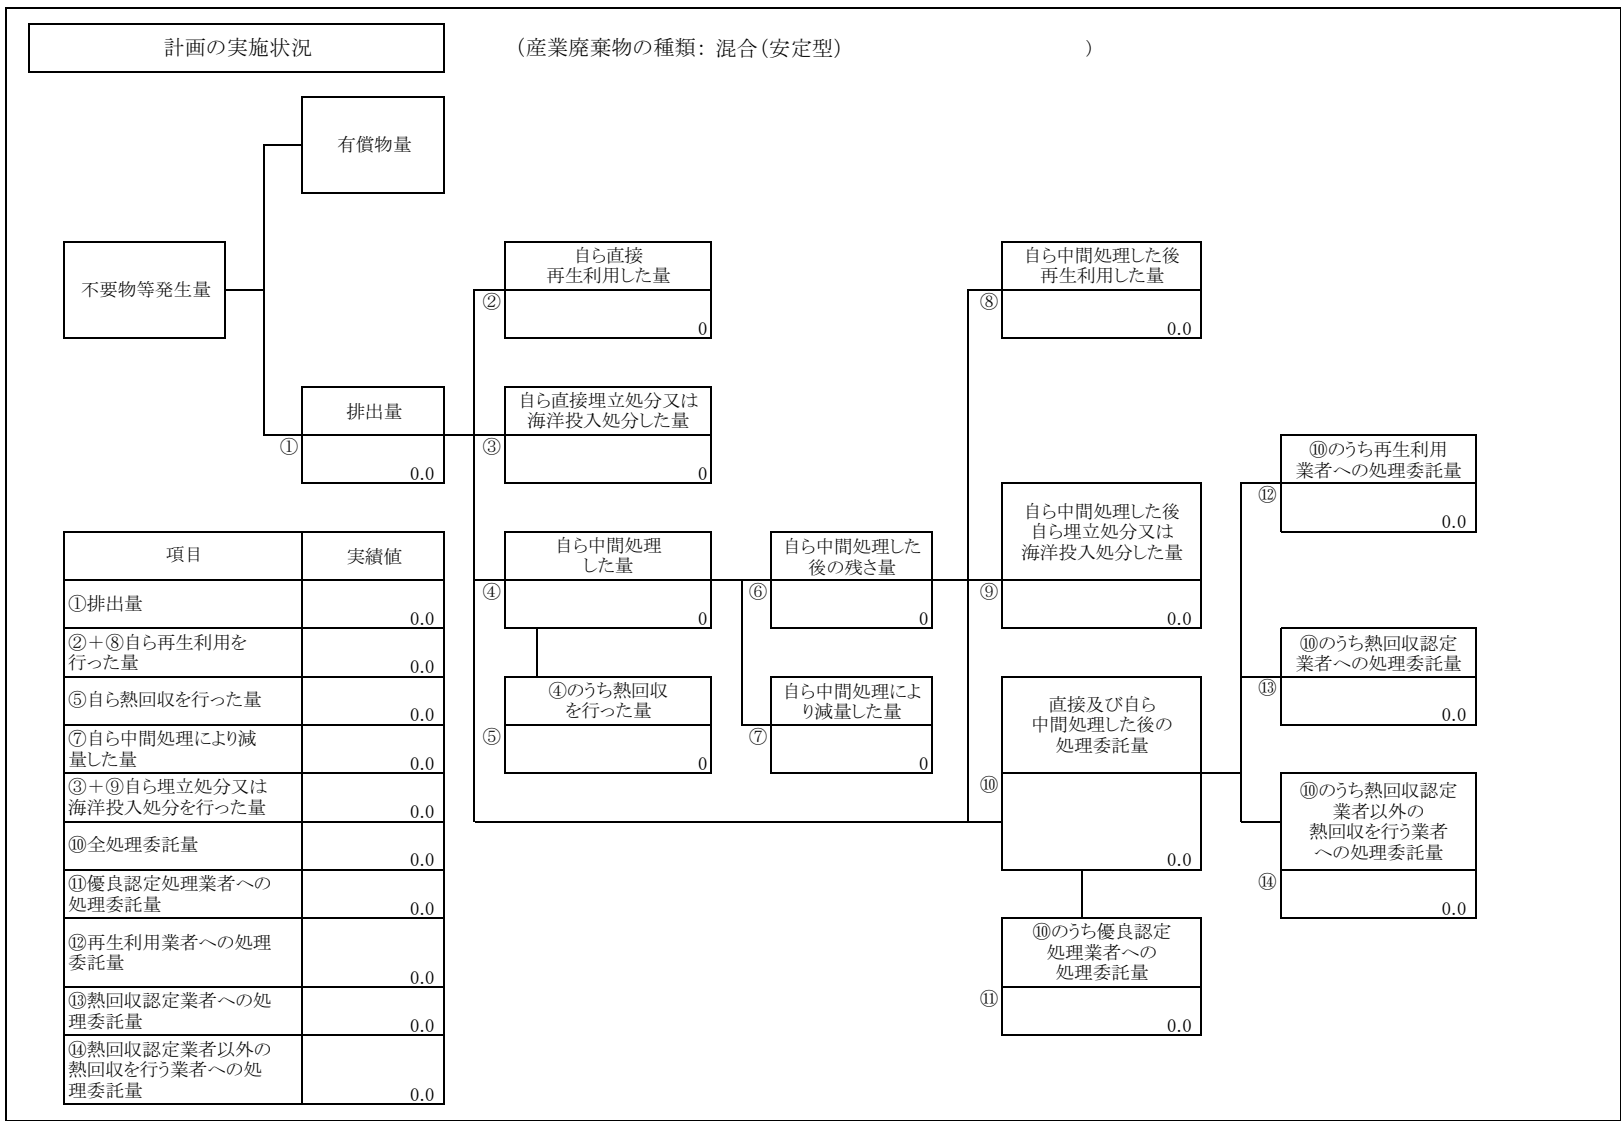 計画の実施状況
(産業廃棄物の種類: 混合(安定型) )
有償物量
不要物等発生量
排出量
①
0.0
自ら直接
再生利用した量
②
0
自ら直接埋立処分又は
海洋投入処分した量
③
0
自ら中間処理
した量
④
0
④のうち熱回収
を行った量
⑤
0
自ら中間処理した
後の残さ量
⑥
0
自ら中間処理によ
り減量した量
⑦
0
自ら中間処理した後
再生利用した量
⑧
0.0
自ら中間処理した後
自ら埋立処分又は
海洋投入処分した量
⑨
0.0
直接及び自ら
中間処理した後の
処理委託量
⑩
0.0
⑩のうち優良認定
処理業者への
処理委託量
⑪
0.0
⑩のうち再生利用
業者への処理委託量
⑫
0.0
⑩のうち熱回収認定
業者への処理委託量
⑬
0.0
⑩のうち熱回収認定
業者以外の
熱回収を行う業者
への処理委託量
⑭
0.0
項目 実績値
①排出量
0.0
②+⑧自ら再生利用を
行った量
0.0
⑤自ら熱回収を行った量
0.0
⑦自ら中間処理により減
量した量
0.0
③+⑨自ら埋立処分又は
海洋投入処分を行った量
0.0
⑩全処理委託量
0.0
⑪優良認定処理業者への
処理委託量
0.0
⑫再生利用業者への処理
委託量
0.0
⑬熱回収認定業者への処
理委託量
0.0
⑭熱回収認定業者以外の
熱回収を行う業者への処
理委託量
0.0